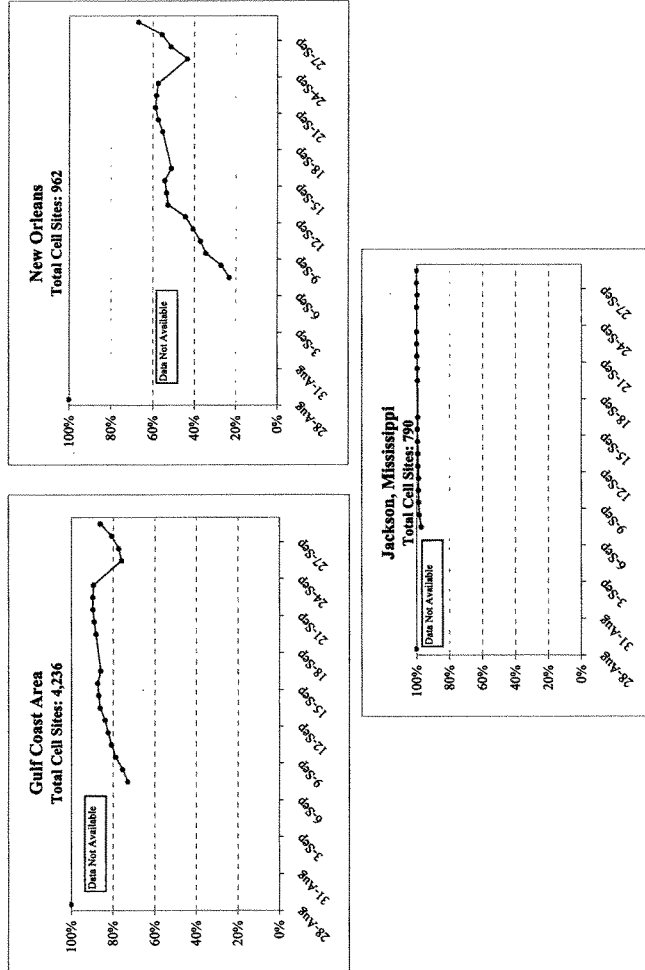 Gulf Coast Area
Total Cell Sites: 4,236
100%
80%
60%
40%
20%
0%
Data Not Available
28-Aug
31-Aug
3-Sep
6-Sep
9-Sep
12-Sep
15-Sep
18-Sep
21-Sep
24-Sep
27-Sep
New Orleans
Total Cell Sites: 962
100%
80%
60%
40%
20%
0%
Data Not Available
28-Aug
31-Aug
3-Sep
6-Sep
9-Sep
12-Sep
15-Sep
18-Sep
21-Sep
24-Sep
27-Sep
Jackson, Mississippi
Total Cell Sites: 790
100%
80%
60%
40%
20%
0%
Data Not Available
28-Aug
31-Aug
3-Sep
6-Sep
9-Sep
12-Sep
15-Sep
18-Sep
21-Sep
24-Sep
27-Sep